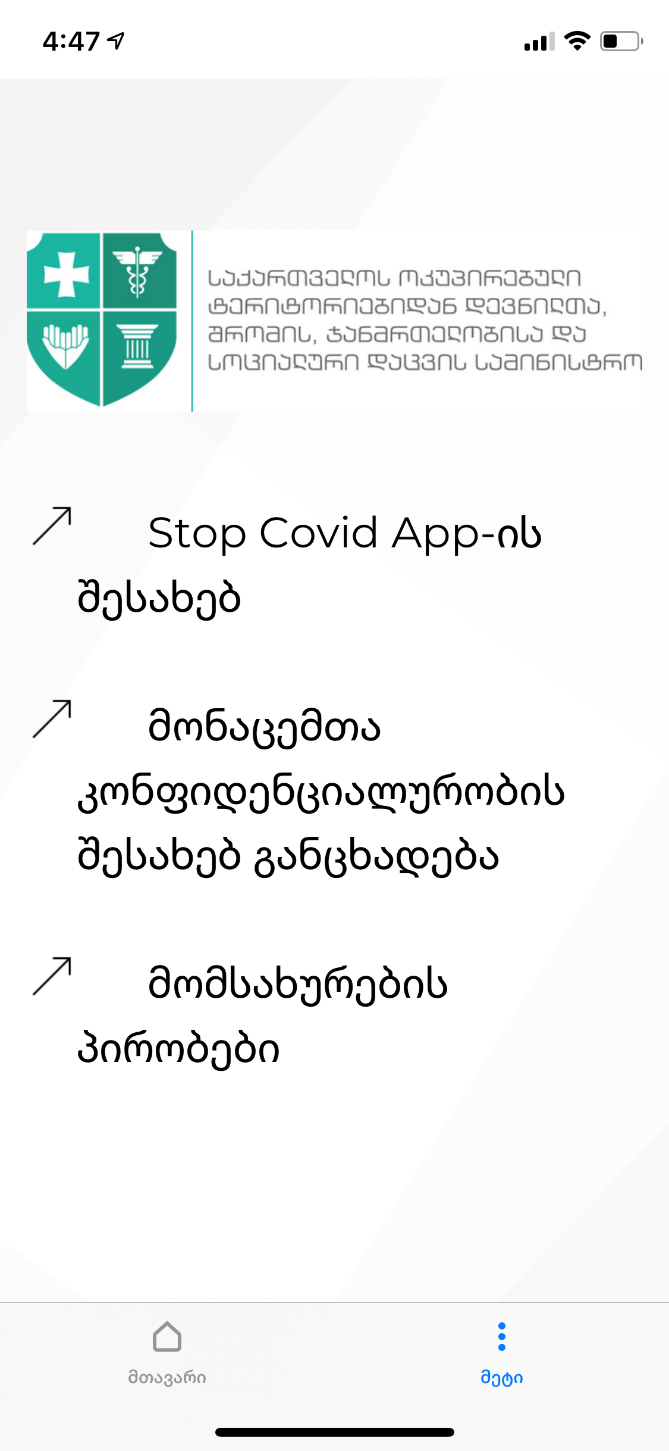 4:47
საქართველოს ოკუპირებული
ტერიტორიებიდან დევნილთა,
შრომის, ჯანმრთელობისა და
სოციალური დაცვის სამინისტრო
Stop Covid App-ის
შესახებ
მონაცემთა
კონფიდენციალურობის
შესახებ განცხადება
მომსახურების
პირობები
მთავარი
მეტი